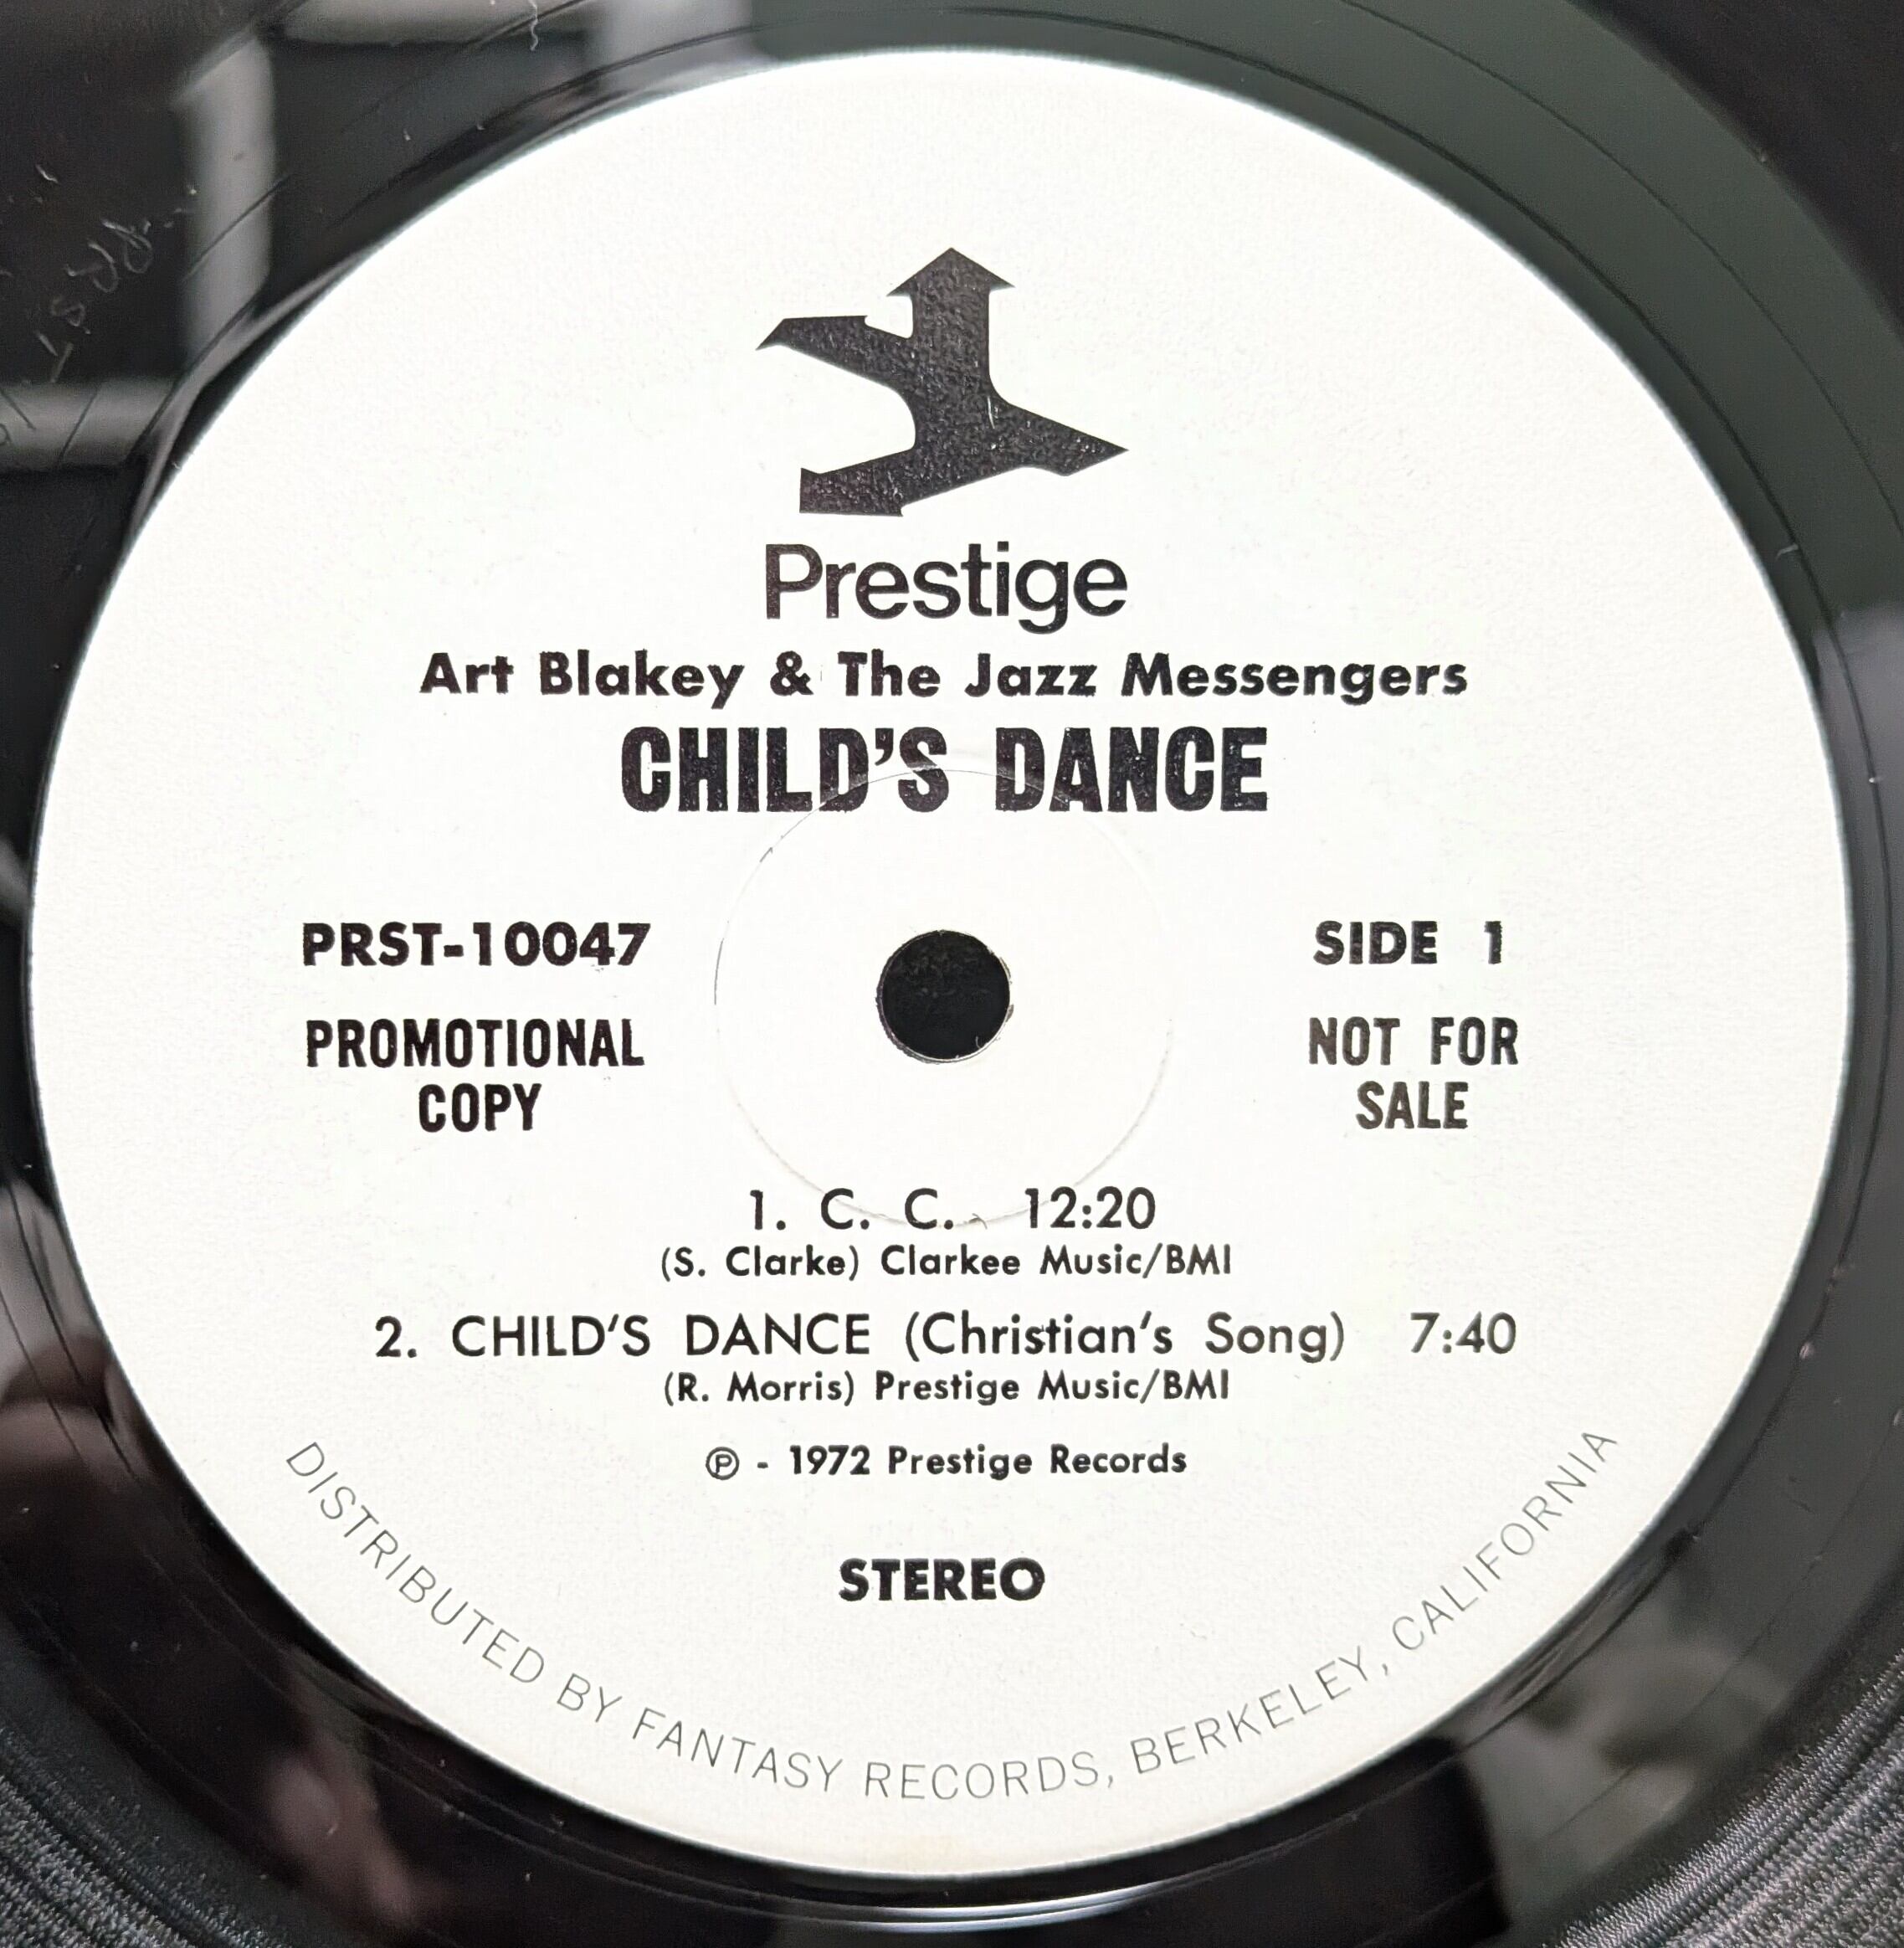 Prestige
Art Blakey & The Jazz Messengers
CHILD'S DANCE
PRST-10047
SIDE 1
PROMOTIONAL
COPY
NOT FOR
SALE
1. C. C. 12:20
(S. Clarke) Clarkee Music/BMI
2. CHILD'S DANCE (Christian's Song) 7:40
(R. Morris) Prestige Music/BMI
℗ - 1972 Prestige Records
STEREO
DISTRIBUTED BY FANTASY RECORDS, BERKELEY, CALIFORNIA